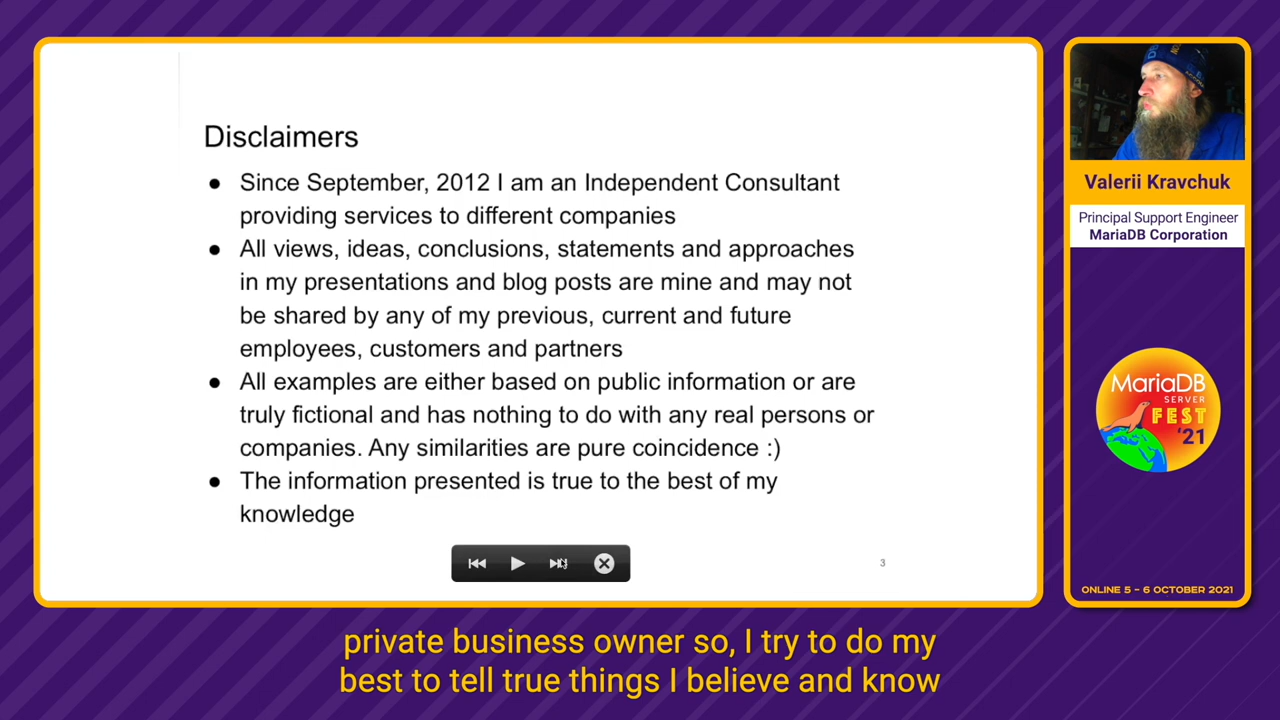 Disclaimers
● Since September, 2012 I am an Independent Consultant
providing services to different companies
● All views, ideas, conclusions, statements and approaches
in my presentations and blog posts are mine and may not
be shared by any of my previous, current and future
employees, customers and partners
● All examples are either based on public information or are
truly fictional and has nothing to do with any real persons or
companies. Any similarities are pure coincidence :)
● The information presented is true to the best of my
knowledge
3
Valerii Kravchuk
Principal Support Engineer
MariaDB Corporation
MariaDB
SERVER
FEST
'21
ONLINE 5 – 6 OCTOBER 2021
private business owner so, I try to do my
best to tell true things I believe and know